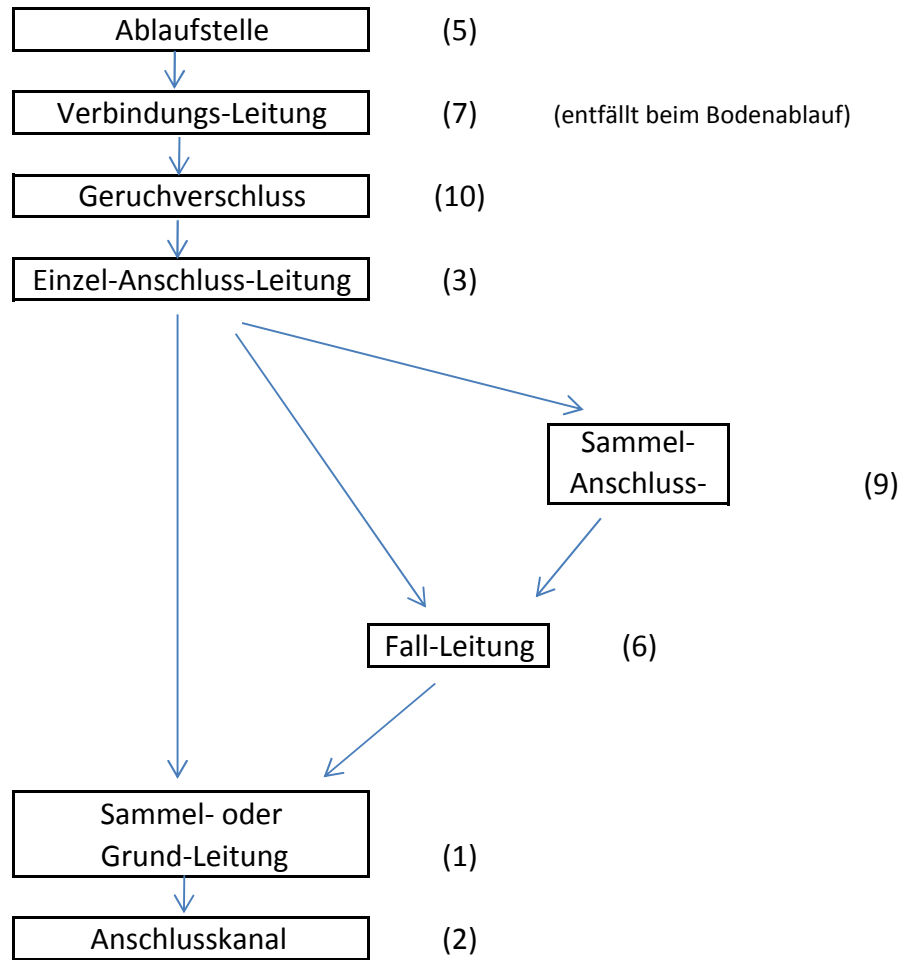 Ablaufstelle (5)
Verbindungs-Leitung (7) (entfällt beim Bodenablauf)
Geruchverschluss (10)
Einzel-Anschluss-Leitung (3)
Sammel-
Anschluss- (9)
Fall-Leitung (6)
Sammel- oder
Grund-Leitung (1)
Anschlusskanal (2)